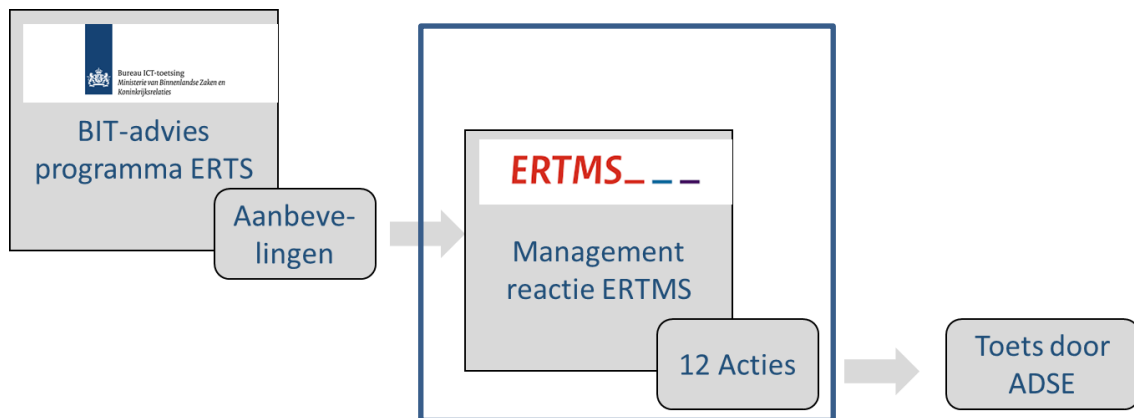 Bureau ICT-toetsing
Ministerie van Binnenlandse Zaken en
Koninkrijksrelaties
BIT-advies
programma ERTS
Aanbeve-
lingen
ERTMS_ _ _
Management
reactie ERTMS
12 Acties
Toets door
ADSE